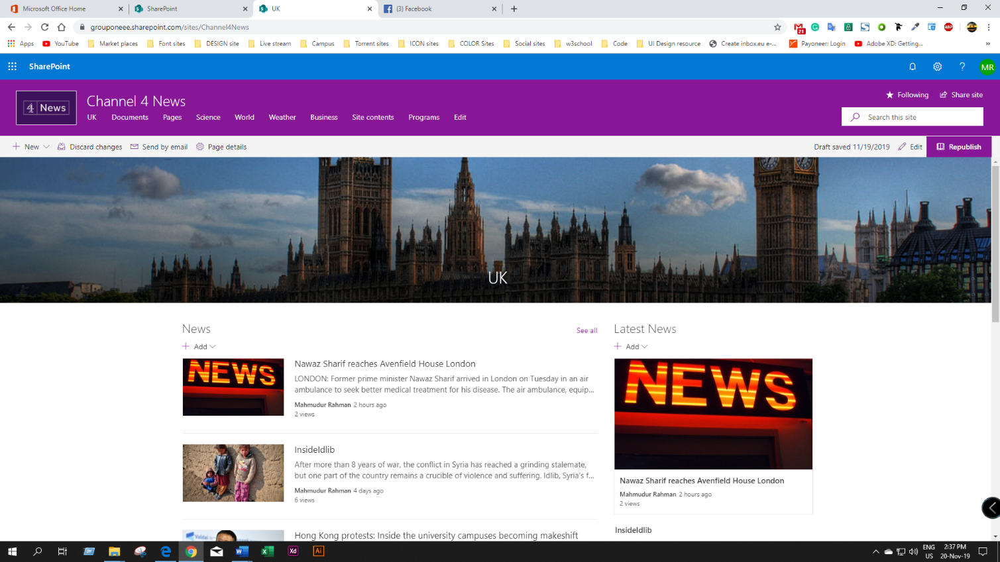 Microsoft Office Home
SharePoint
UK
(3) Facebook
grouponeee.sharepoint.com/sites/Channel4News
21
ABP
Apps
YouTube
Market places
Font sites
DESIGN site
Live stream
Campus
Torrent sites
ICON sites
COLOR Sites
Social sites
w3school
Code
UI Design resource
Create inbox.eu e-...
Payoneer: Login
Adobe XD: Getting...
SharePoint
MR
4 News
Channel 4 News
Following
Share site
UK
Documents
Pages
Science
World
Weather
Business
Site contents
Programs
Edit
Search this site
New
Discard changes
Send by email
Page details
Draft saved 11/19/2019
Edit
Republish
UK
News
See all
Add
NEWS
Nawaz Sharif reaches Avenfield House London
LONDON: Former prime minister Nawaz Sharif arrived in London on Tuesday in an air
ambulance to seek better medical treatment for his disease. The air ambulance, equip...
Mahmudur Rahman 2 hours ago
2 views
InsideIdlib
After more than 8 years of war, the conflict in Syria has reached a grinding stalemate,
but one part of the country remains a crucible of violence and suffering. Idlib, Syria's f...
Mahmudur Rahman 4 days ago
6 views
Hong Kong protests: Inside the university campuses becoming makeshift
Latest News
Add
NEWS
Nawaz Sharif reaches Avenfield House London
Mahmudur Rahman 2 hours ago
2 views
InsideIdlib
Xd
Ai
ENG
US
2:37 PM
20-Nov-19